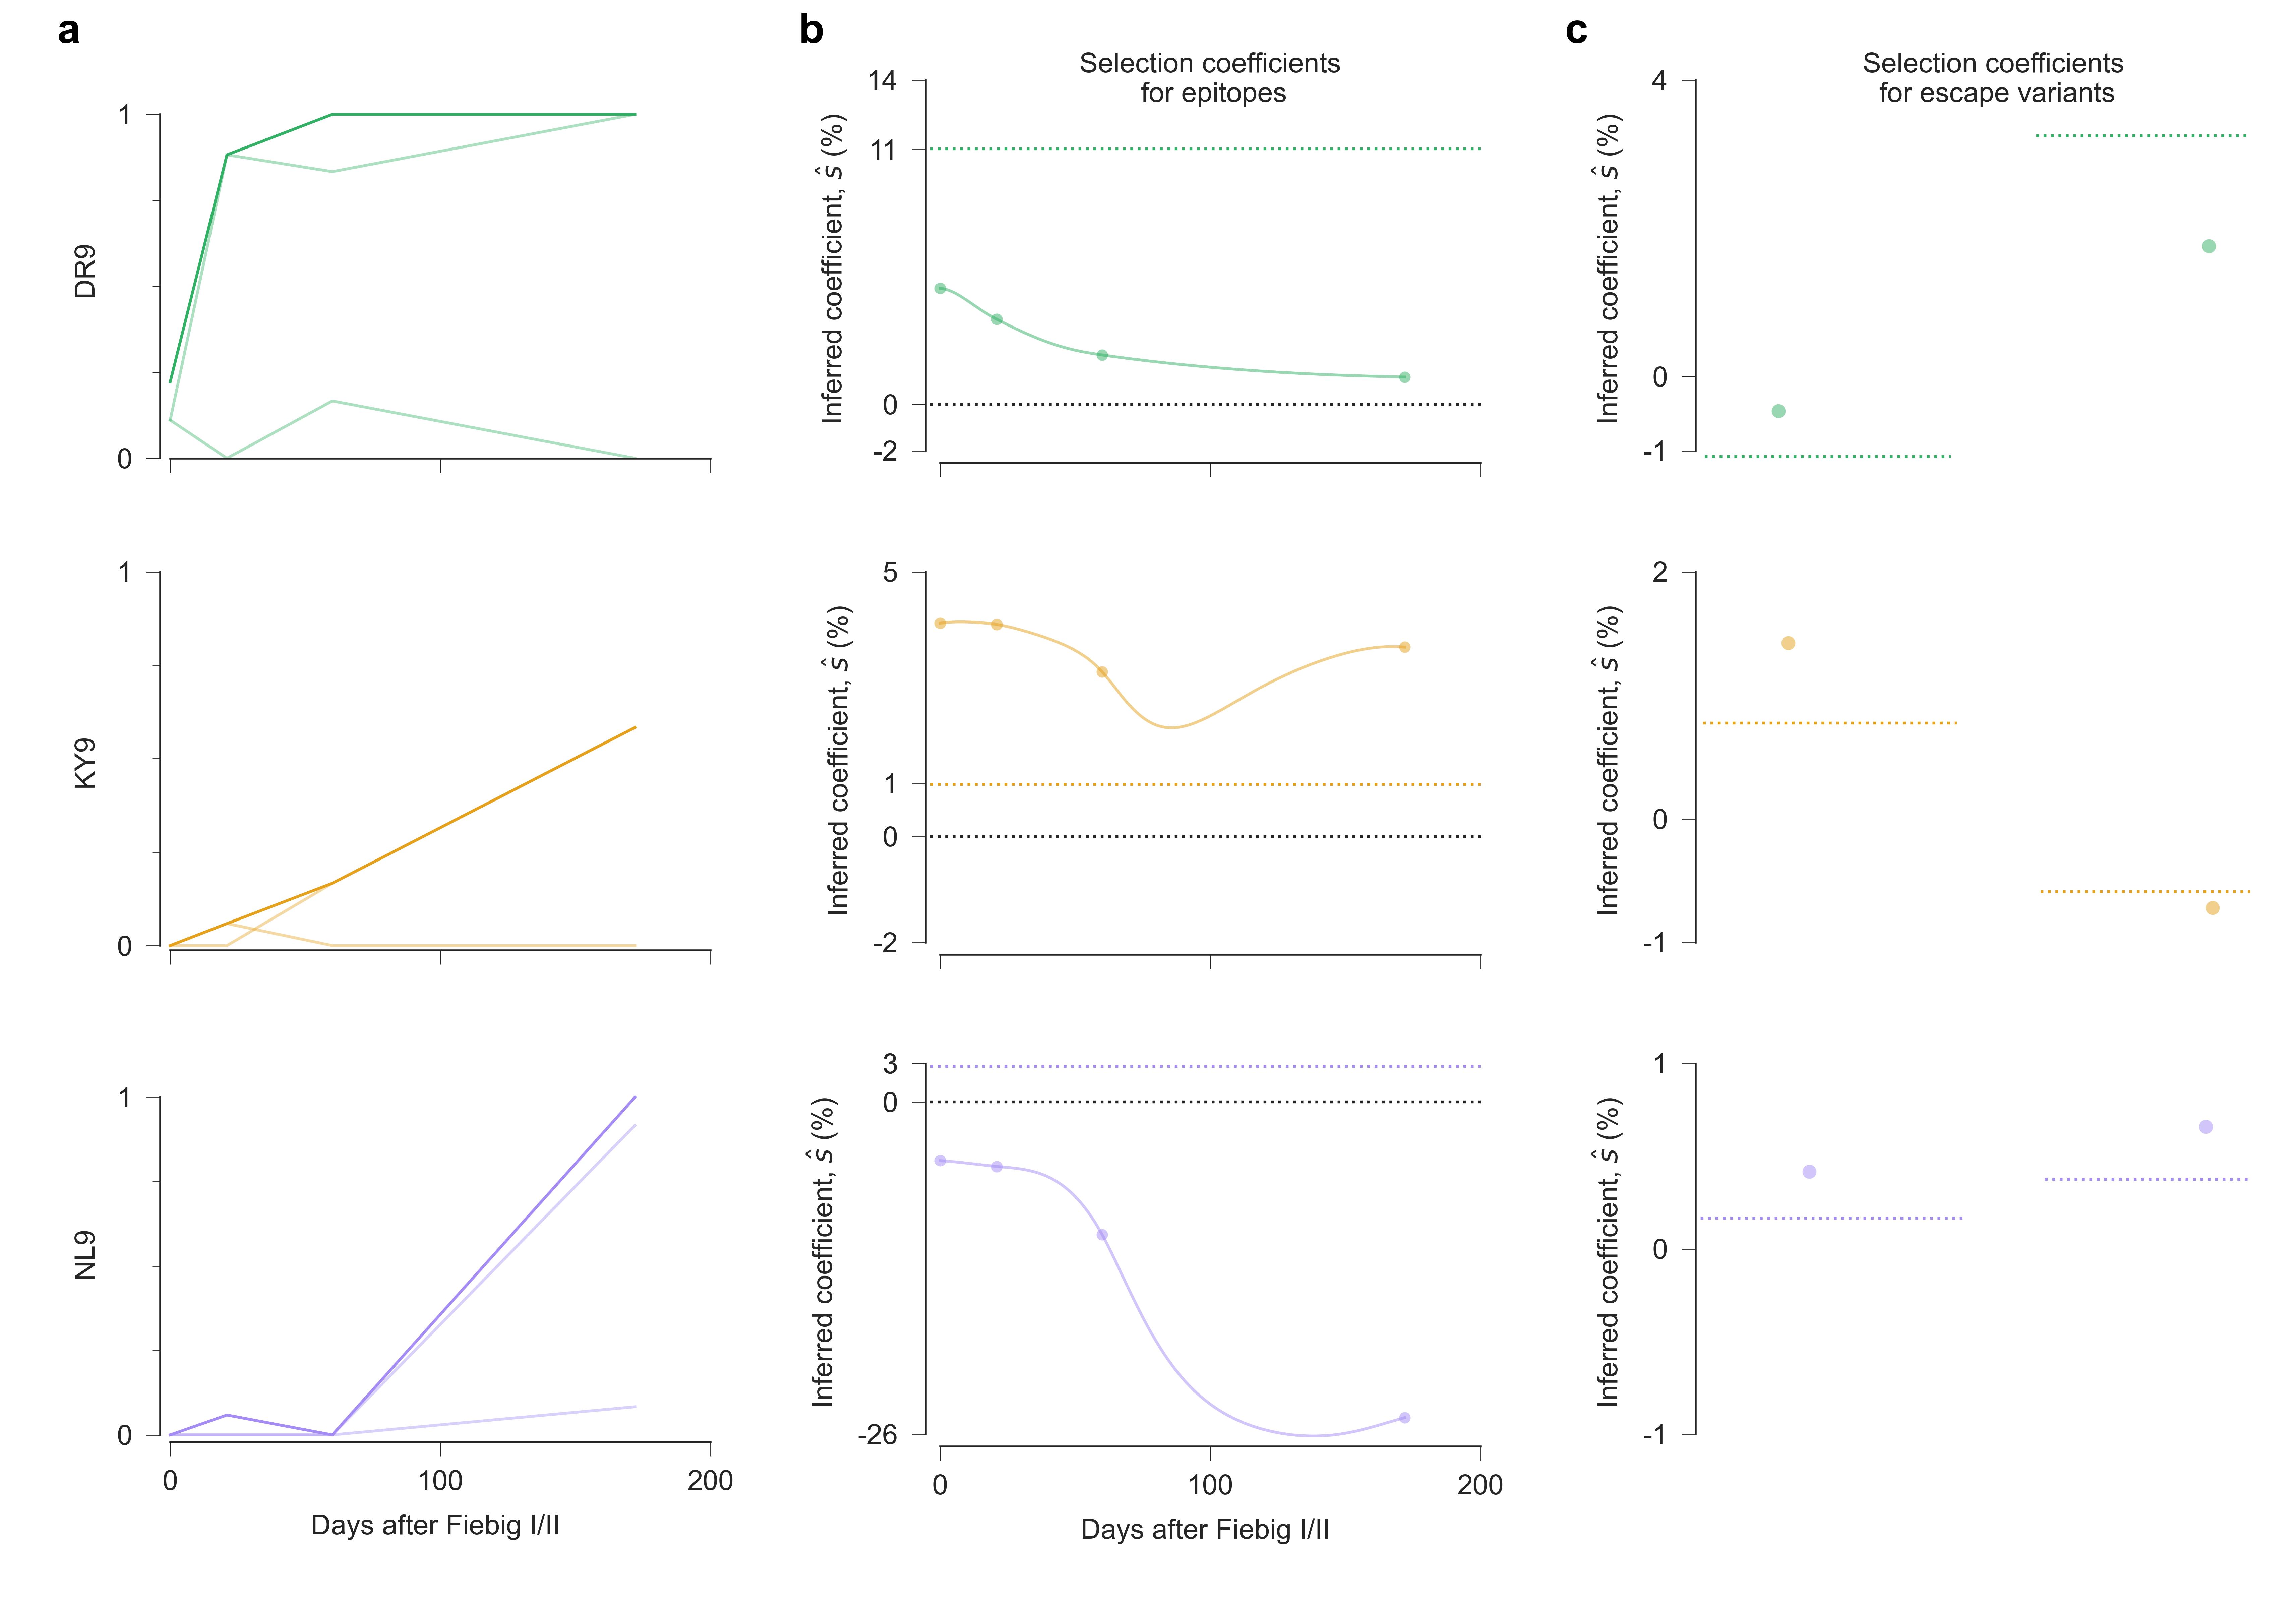 a
1
0
DR9
1
0
KY9
1
0
NL9
0 100 200
Days after Fiebig I/II
b
Selection coefficients
for epitopes
14
11
0
-2
Inferred coefficient, ŝ (%)
5
1
0
-2
Inferred coefficient, ŝ (%)
3
0
-26
Inferred coefficient, ŝ (%)
0 100 200
Days after Fiebig I/II
c
Selection coefficients
for escape variants
4
0
-1
Inferred coefficient, ŝ (%)
2
0
-1
Inferred coefficient, ŝ (%)
1
0
-1
Inferred coefficient, ŝ (%)